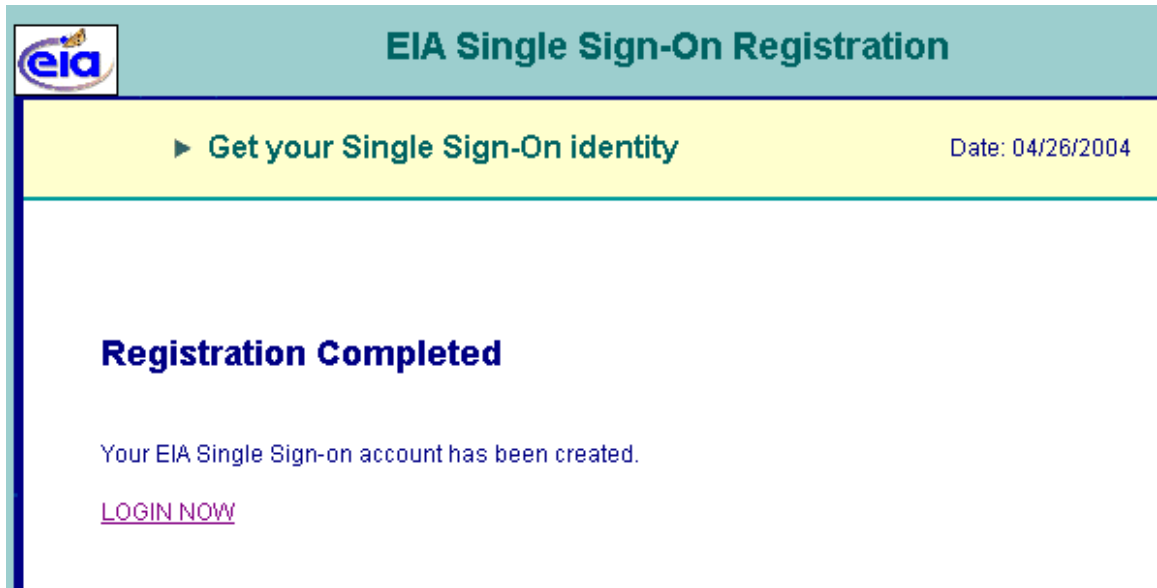 eia
EIA Single Sign-On Registration
Get your Single Sign-On identity
Date: 04/26/2004
Registration Completed
Your EIA Single Sign-on account has been created.
LOGIN NOW